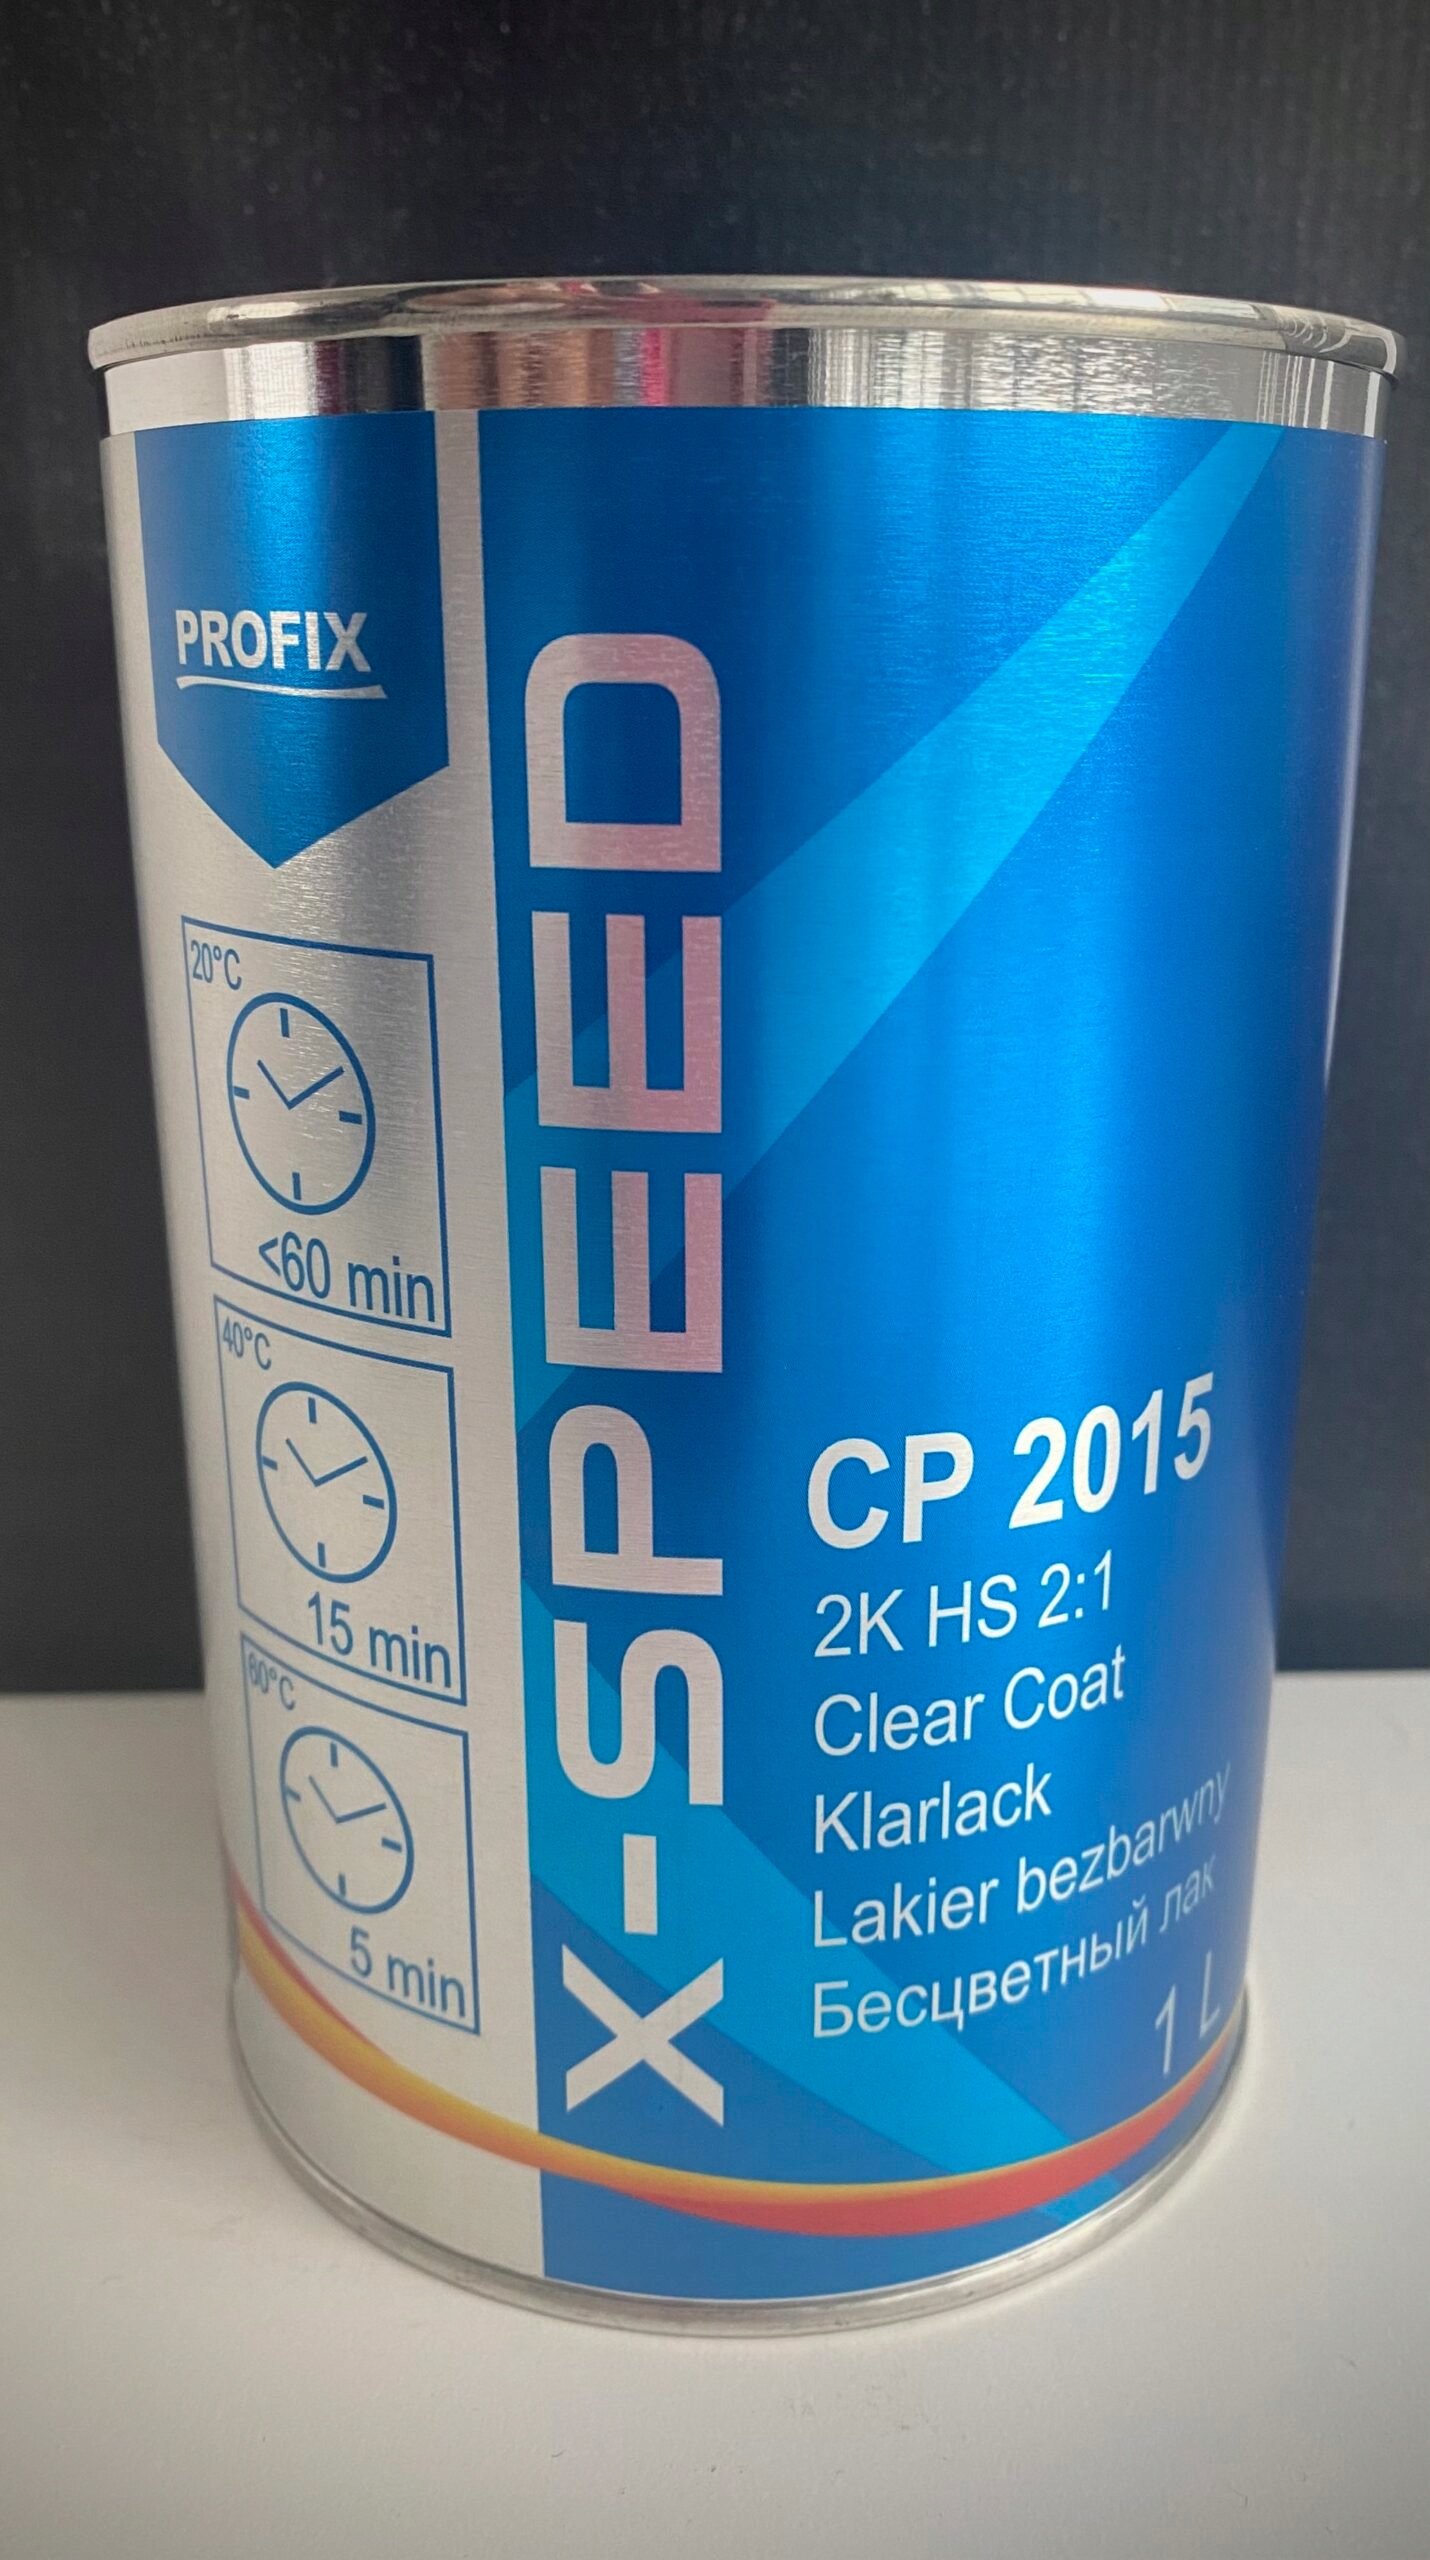 PROFIX
20°C
<60 min
40°C
15 min
60°C
5 min
X-SPEED
CP 2015
2K HS 2:1
Clear Coat
Klarlack
Lakier bezbarwny
Бесцветный лак
1 L